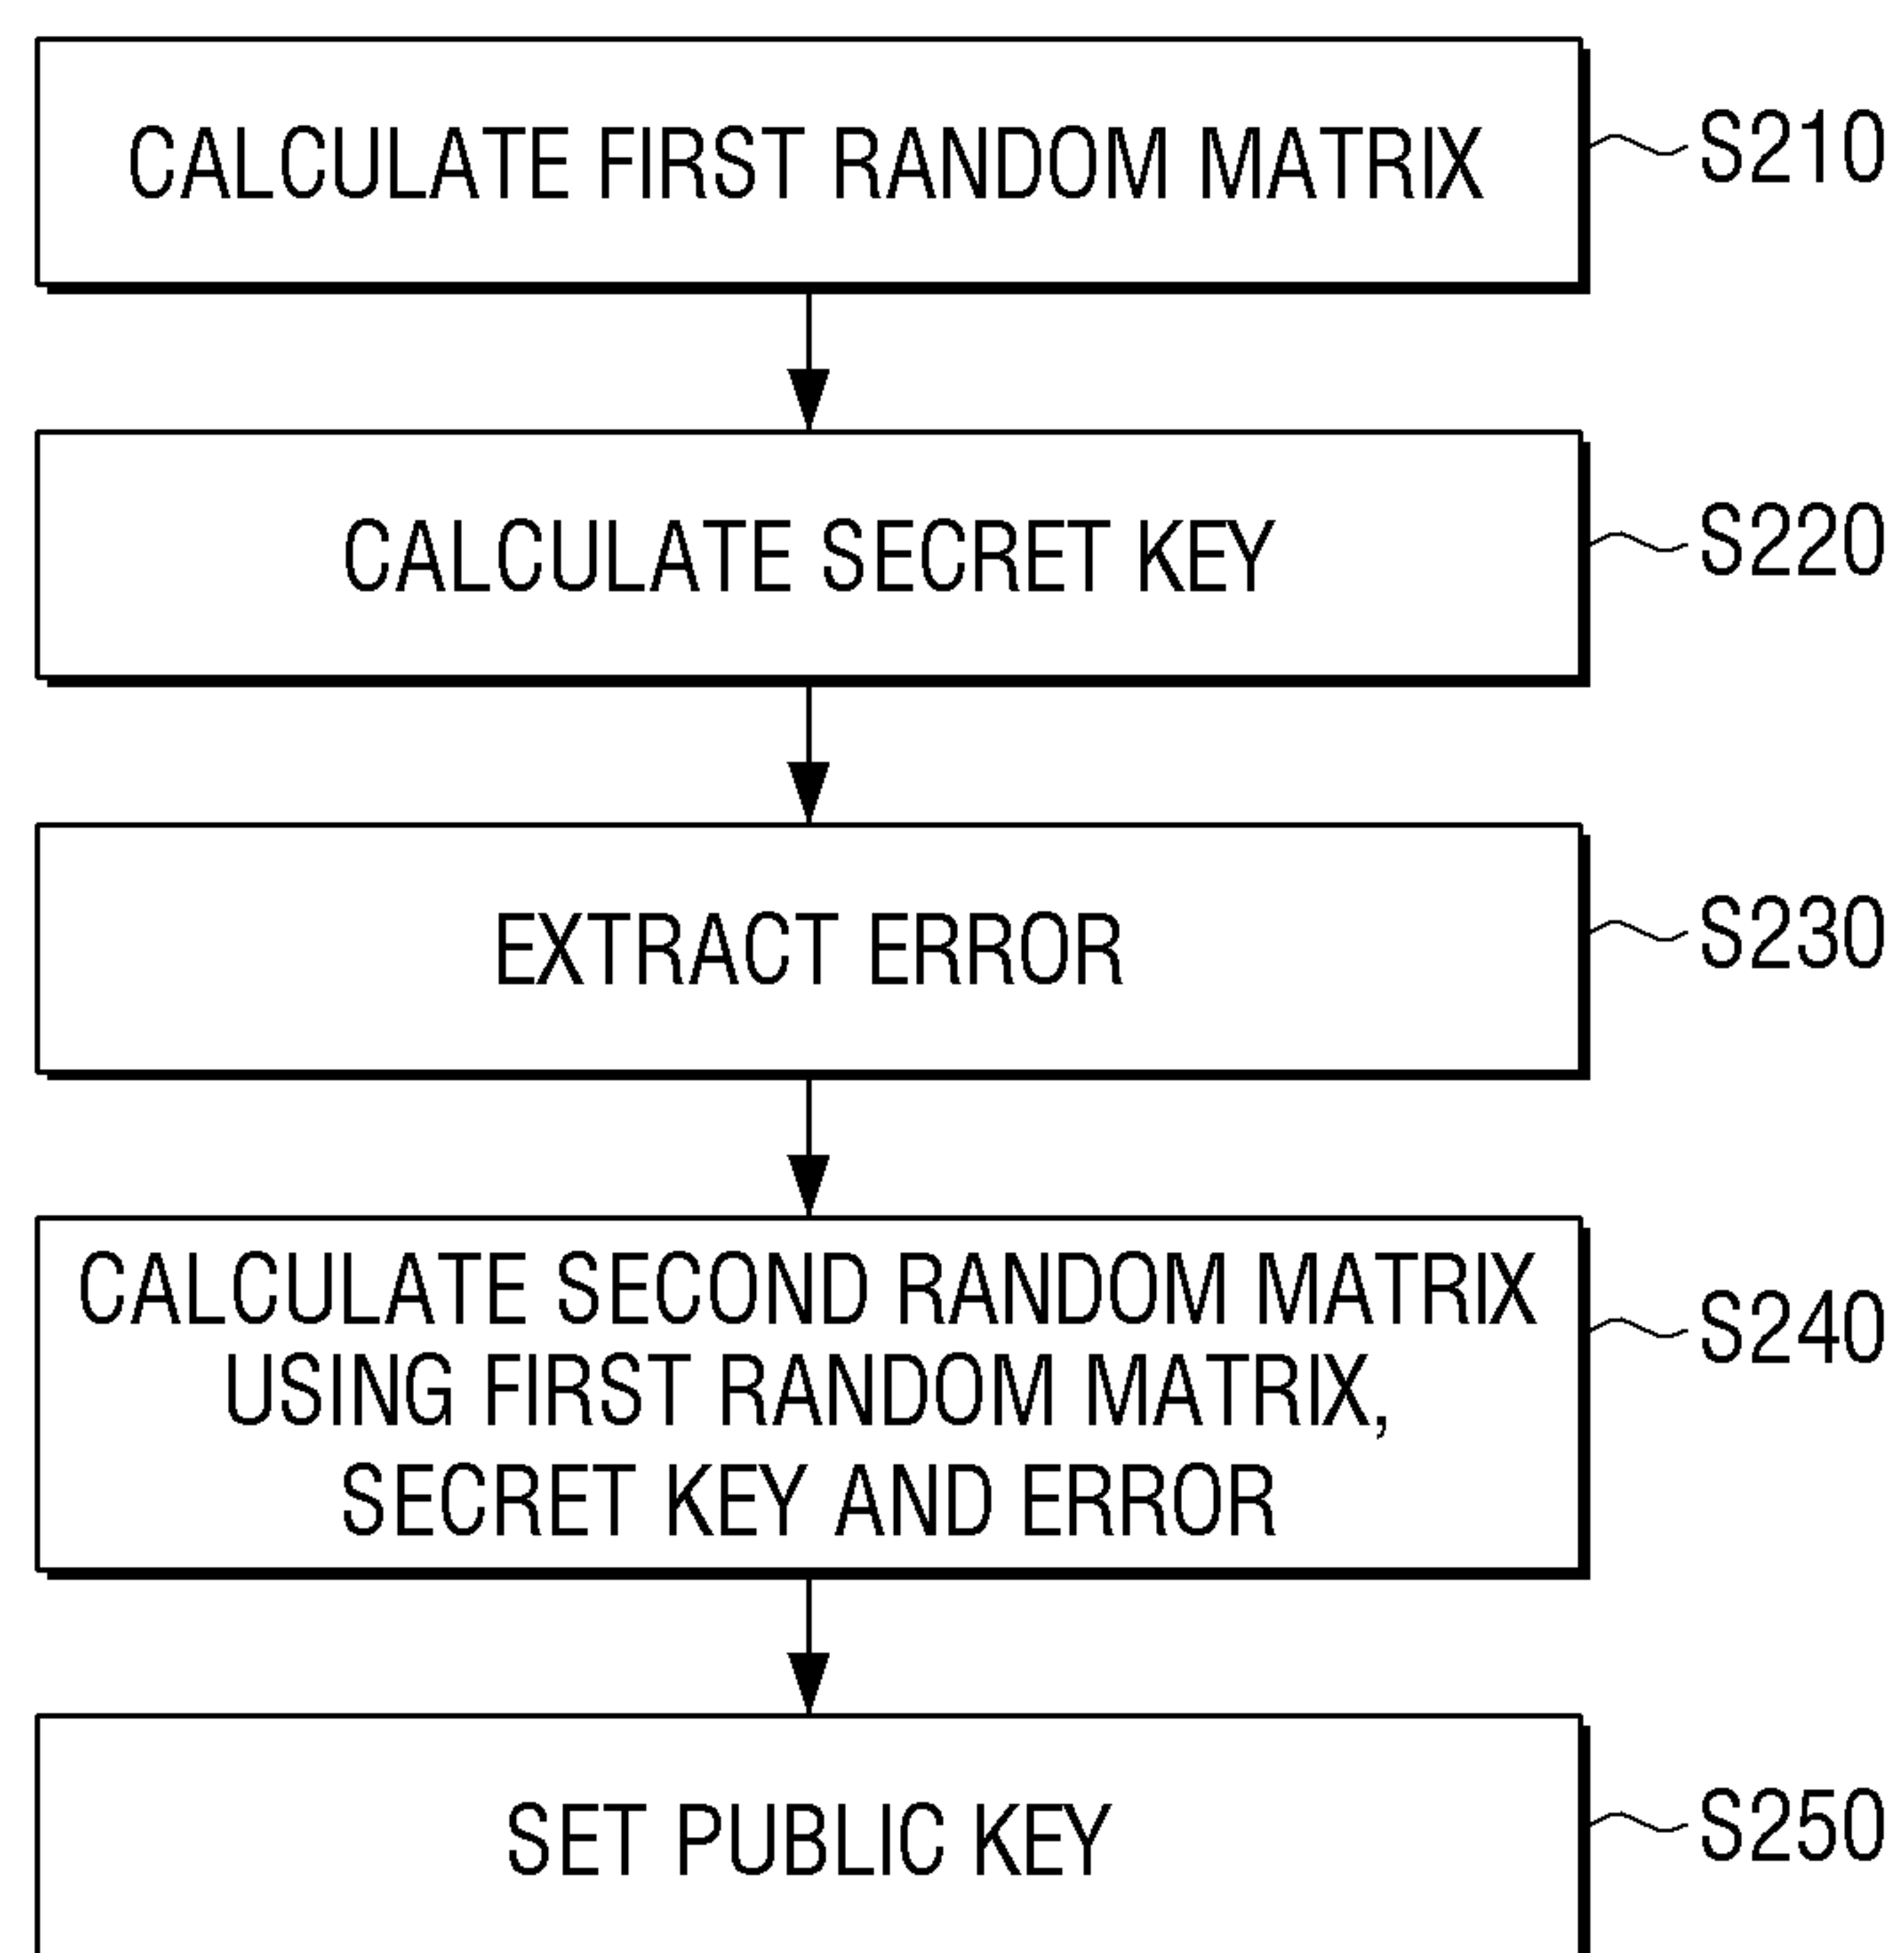 CALCULATE FIRST RANDOM MATRIX
S210
CALCULATE SECRET KEY
S220
EXTRACT ERROR
S230
CALCULATE SECOND RANDOM MATRIX
USING FIRST RANDOM MATRIX,
SECRET KEY AND ERROR
S240
SET PUBLIC KEY
S250